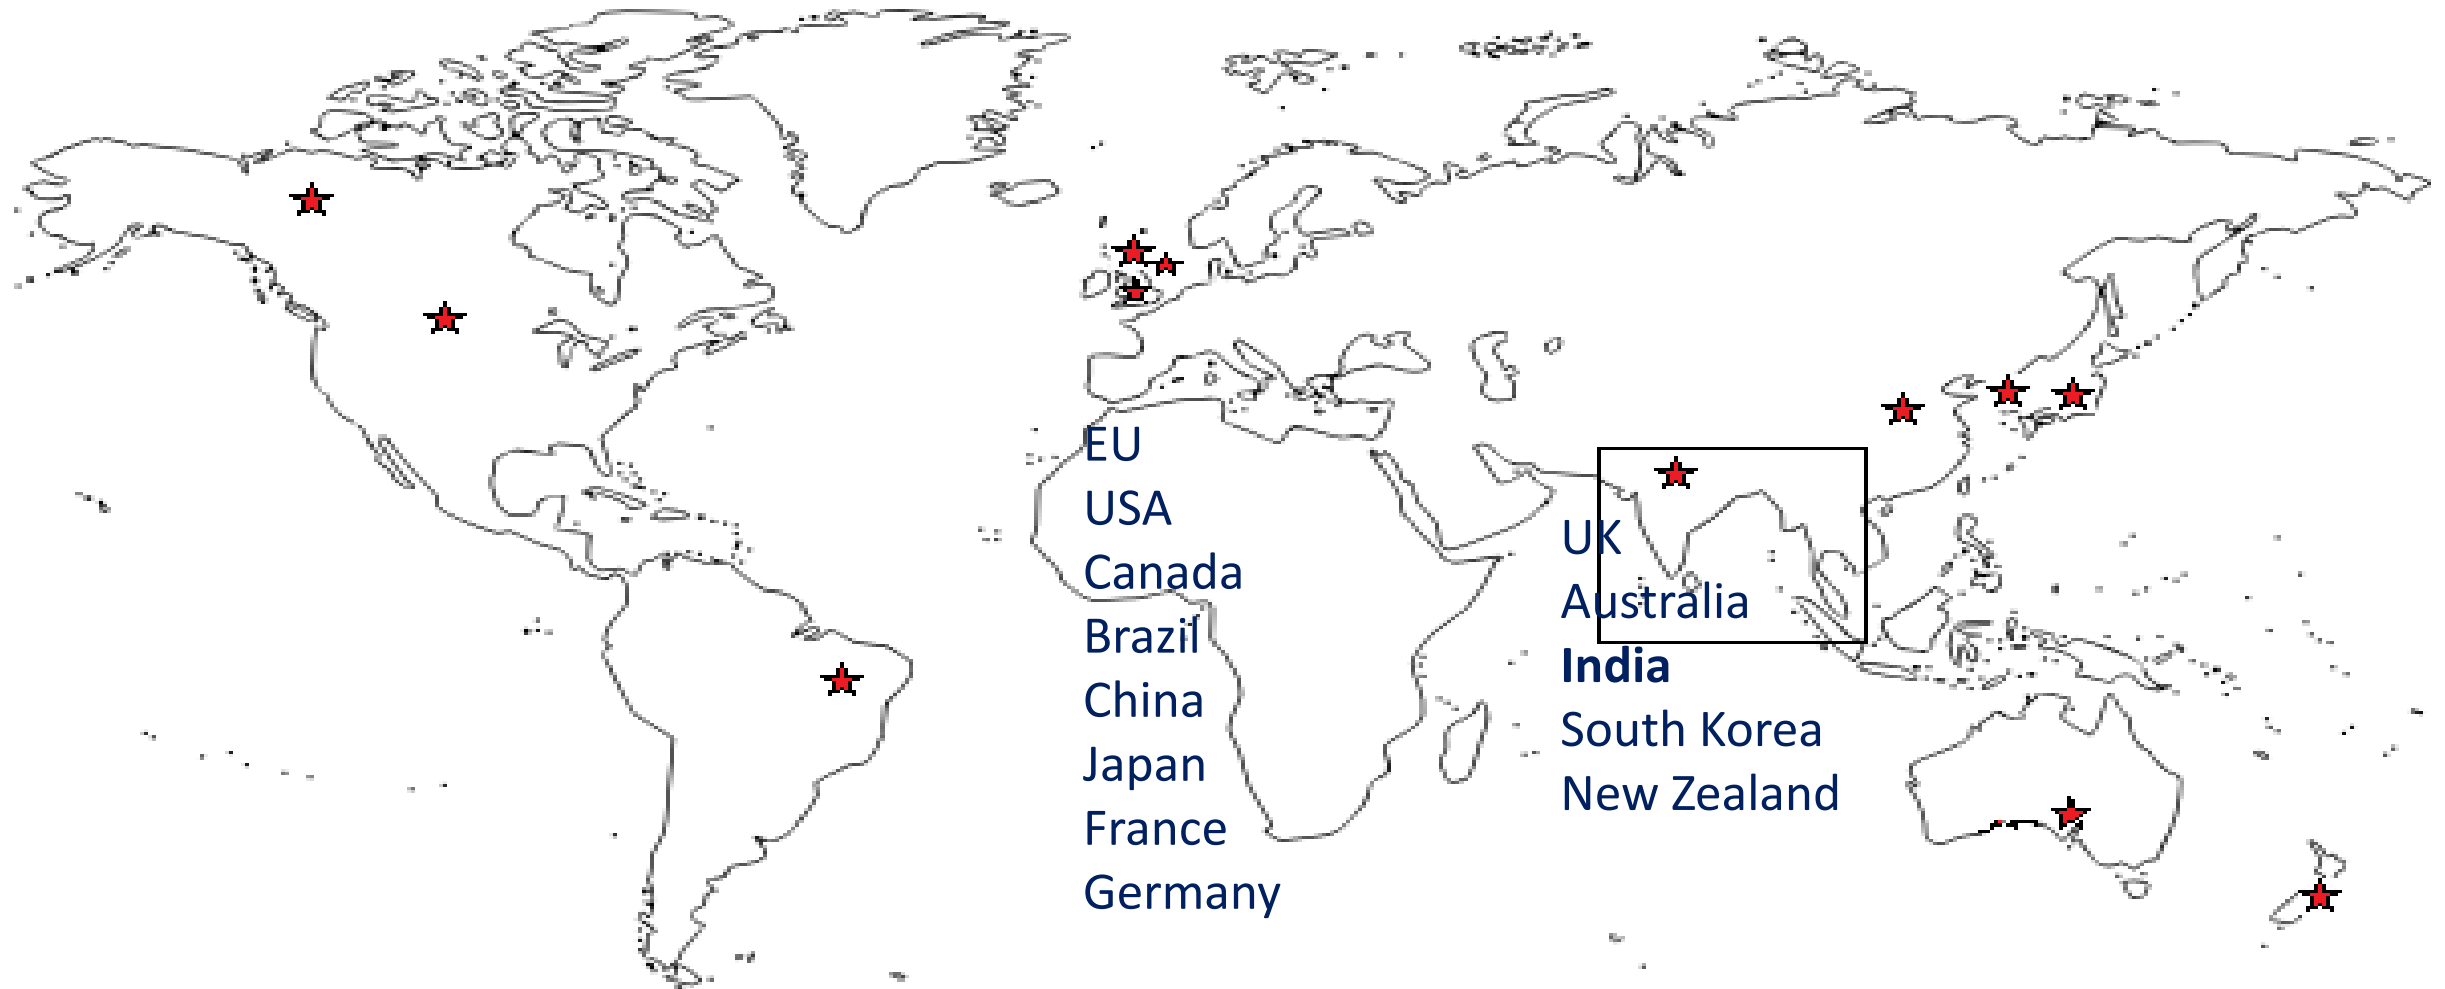 EU
USA
Canada
Brazil
China
Japan
France
Germany
UK
Australia
India
South Korea
New Zealand